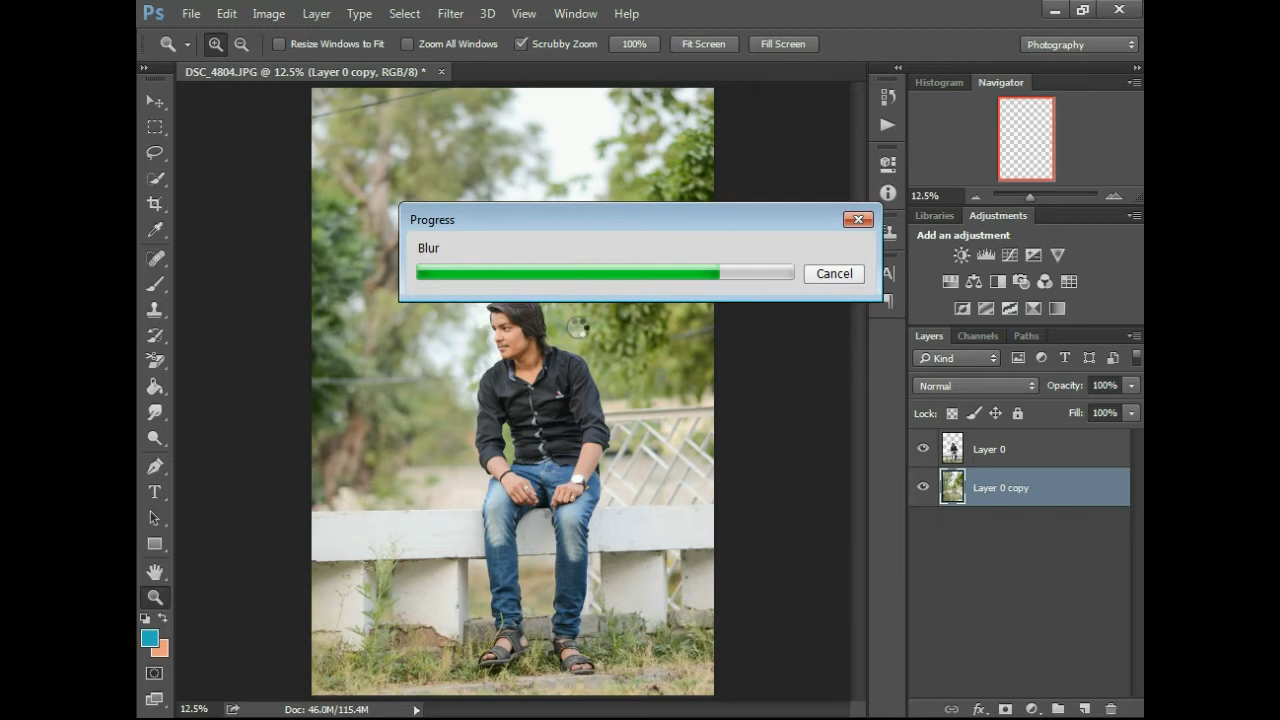 Ps File Edit Image Layer Type Select Filter 3D View Window Help
Resize Windows to Fit Zoom All Windows Scrubby Zoom 100% Fit Screen Fill Screen Photography
DSC_4804.JPG @ 12.5% (Layer 0 copy, RGB/8) *
Histogram Navigator
12.5%
Libraries Adjustments
Add an adjustment
Progress
Blur
Cancel
Layers Channels Paths
Kind
Normal Opacity: 100%
Lock: Fill: 100%
Layer 0
Layer 0 copy
12.5% Doc: 46.0M/115.4M